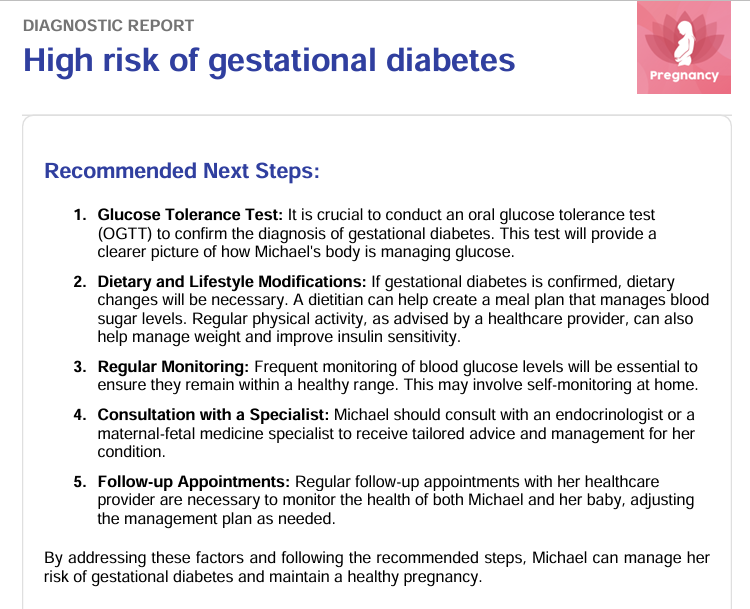 DIAGNOSTIC REPORT
High risk of gestational diabetes
Pregnancy
Recommended Next Steps:
1. Glucose Tolerance Test: It is crucial to conduct an oral glucose tolerance test
(OGTT) to confirm the diagnosis of gestational diabetes. This test will provide a
clearer picture of how Michael's body is managing glucose.
2. Dietary and Lifestyle Modifications: If gestational diabetes is confirmed, dietary
changes will be necessary. A dietitian can help create a meal plan that manages blood
sugar levels. Regular physical activity, as advised by a healthcare provider, can also
help manage weight and improve insulin sensitivity.
3. Regular Monitoring: Frequent monitoring of blood glucose levels will be essential to
ensure they remain within a healthy range. This may involve self-monitoring at home.
4. Consultation with a Specialist: Michael should consult with an endocrinologist or a
maternal-fetal medicine specialist to receive tailored advice and management for her
condition.
5. Follow-up Appointments: Regular follow-up appointments with her healthcare
provider are necessary to monitor the health of both Michael and her baby, adjusting
the management plan as needed.
By addressing these factors and following the recommended steps, Michael can manage her
risk of gestational diabetes and maintain a healthy pregnancy.